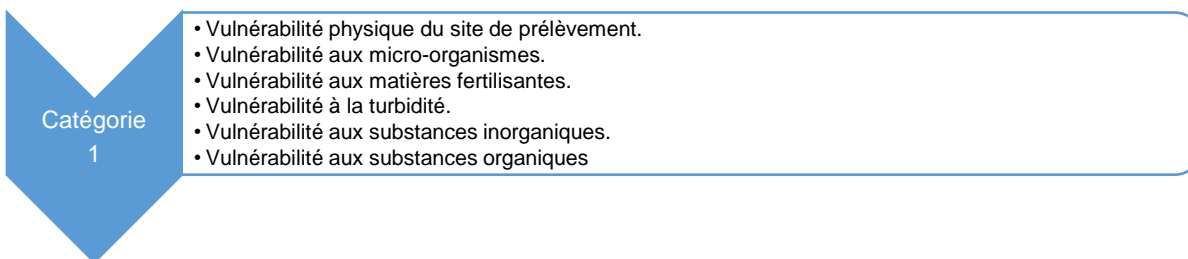 Catégorie
1
• Vulnérabilité physique du site de prélèvement.
• Vulnérabilité aux micro-organismes.
• Vulnérabilité aux matières fertilisantes.
• Vulnérabilité à la turbidité.
• Vulnérabilité aux substances inorganiques.
• Vulnérabilité aux substances organiques